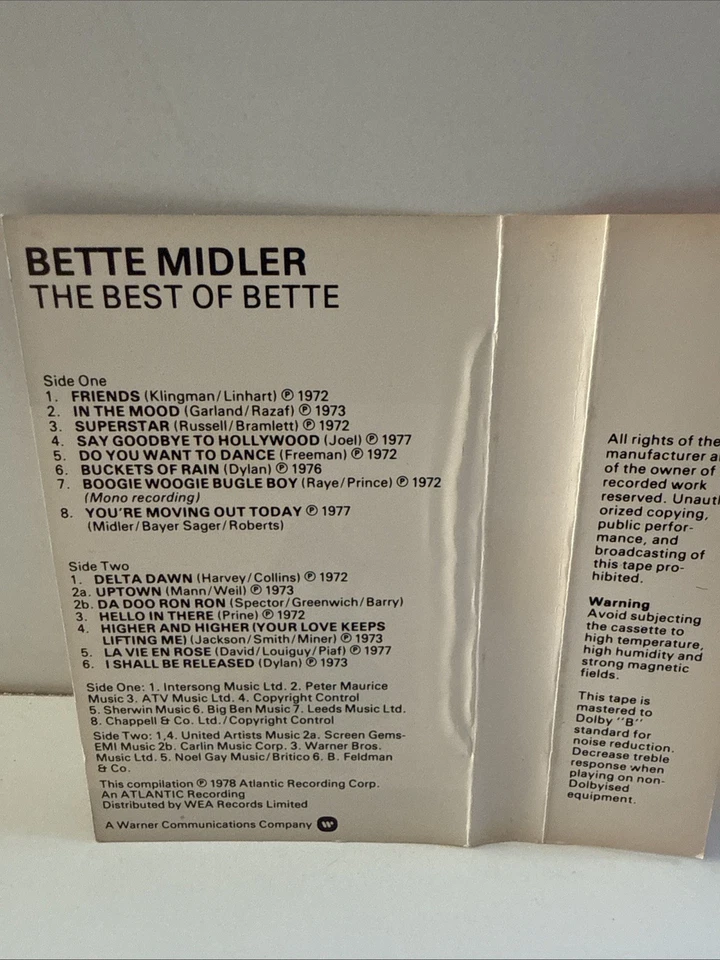 BETTE MIDLER
THE BEST OF BETTE
Side One
1. FRIENDS (Klingman/Linhart) ℗ 1972
2. IN THE MOOD (Garland/Razaf) ℗ 1973
3. SUPERSTAR (Russell/Bramlett) ℗ 1972
4. SAY GOODBYE TO HOLLYWOOD (Joel) ℗ 1977
5. DO YOU WANT TO DANCE (Freeman) ℗ 1972
6. BUCKETS OF RAIN (Dylan) ℗ 1976
7. BOOGIE WOOGIE BUGLE BOY (Raye/Prince) ℗ 1972
(Mono recording)
8. YOU'RE MOVING OUT TODAY ℗ 1977
(Midler/Bayer Sager/Roberts)
Side Two
1. DELTA DAWN (Harvey/Collins) ℗ 1972
2a. UPTOWN (Mann/Weil) ℗ 1973
2b. DA DOO RON RON (Spector/Greenwich/Barry)
3. HELLO IN THERE (Prine) ℗ 1972
4. HIGHER AND HIGHER (YOUR LOVE KEEPS
LIFTING ME) (Jackson/Smith/Miner) ℗ 1973
5. LA VIE EN ROSE (David/Louiguy/Piaf) ℗ 1977
6. I SHALL BE RELEASED (Dylan) ℗ 1973
Side One: 1. Intersong Music Ltd. 2. Peter Maurice
Music 3. ATV Music Ltd. 4. Copyright Control
5. Sherwin Music 6. Big Ben Music 7. Leeds Music Ltd.
8. Chappell & Co. Ltd./Copyright Control
Side Two: 1,4. United Artists Music 2a. Screen Gems-
EMI Music 2b. Carlin Music Corp. 3. Warner Bros.
Music Ltd. 5. Noel Gay Music/Britico 6. B. Feldman
& Co.
This compilation ℗ 1978 Atlantic Recording Corp.
An ATLANTIC Recording
Distributed by WEA Records Limited
A Warner Communications Company
All rights of the
manufacturer a
of the owner of
recorded work
reserved. Unaut
orized copying,
public perfor-
mance, and
broadcasting of
this tape pro-
hibited.
Warning
Avoid subjecting
the cassette to
high temperature,
high humidity and
strong magnetic
fields.
This tape is
mastered to
Dolby "B"
standard for
noise reduction.
Decrease treble
response when
playing on non-
Dolbyised
equipment.